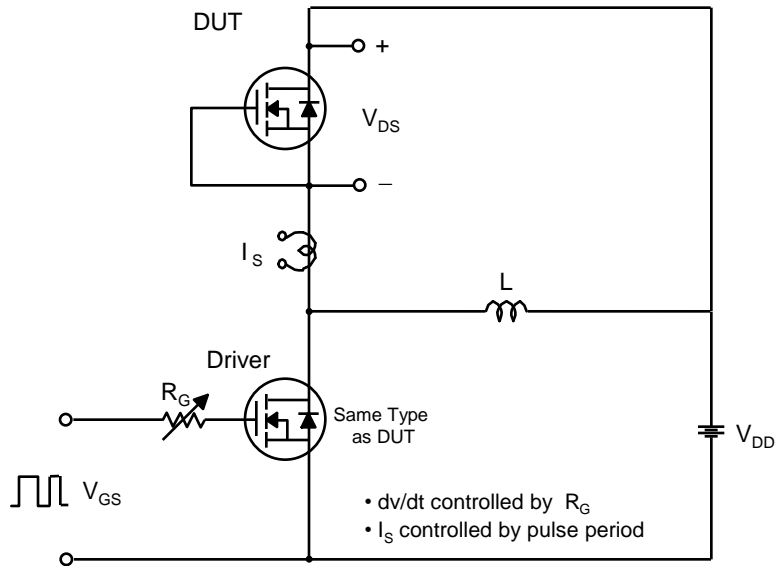 DUT
+
V_DS
−
I_S
L
Driver
R_G
Same Type
as DUT
V_DD
V_GS
• dv/dt controlled by R_G
• I_S controlled by pulse period